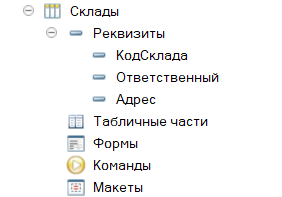 Склады
Реквизиты
КодСклада
Ответственный
Адрес
Табличные части
Формы
Команды
Макеты